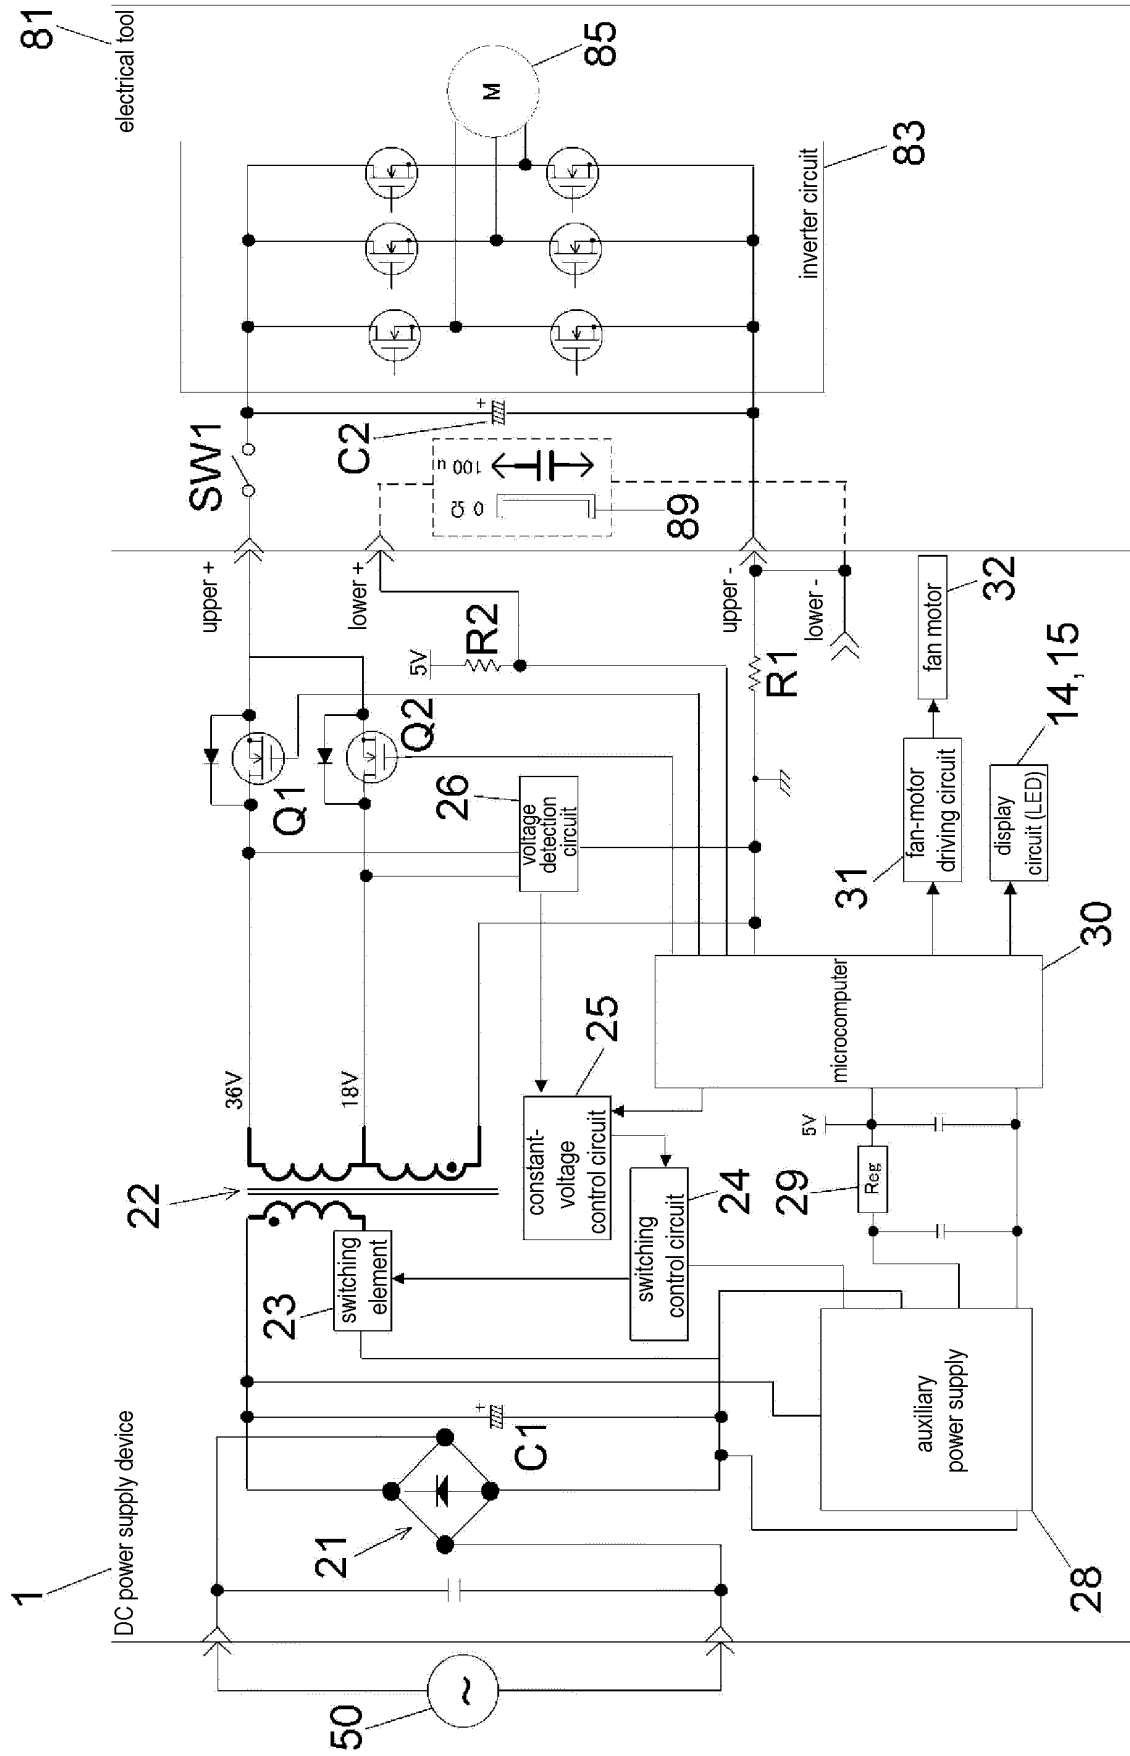 1
DC power supply device
81
electrical tool
50
21
C1
22
23
switching
element
36V
18V
Q1
Q2
upper +
lower +
SW1
C2
100 u
0 Ω
89
M
85
inverter circuit
83
5V
R2
upper -
lower -
R1
26
voltage
detection
circuit
25
constant-
voltage
control circuit
24
switching
control circuit
28
auxiliary
power supply
29
Reg
5V
microcomputer
30
31
fan-motor
driving circuit
fan motor
32
display
circuit (LED)
14, 15